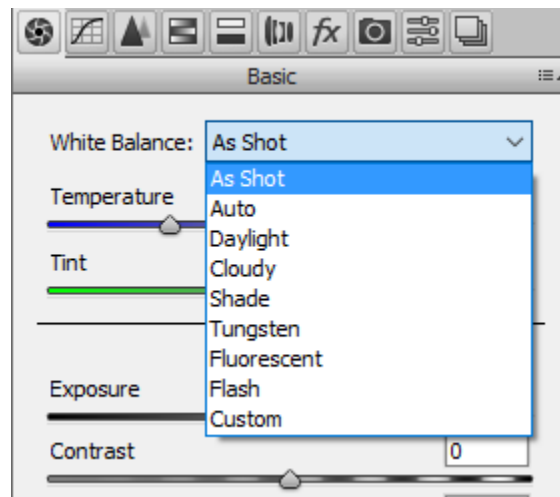 fx
Basic
White Balance: As Shot
As Shot
Temperature
Auto
Daylight
Tint
Cloudy
Shade
Tungsten
Fluorescent
Exposure
Flash
Custom
Contrast 0